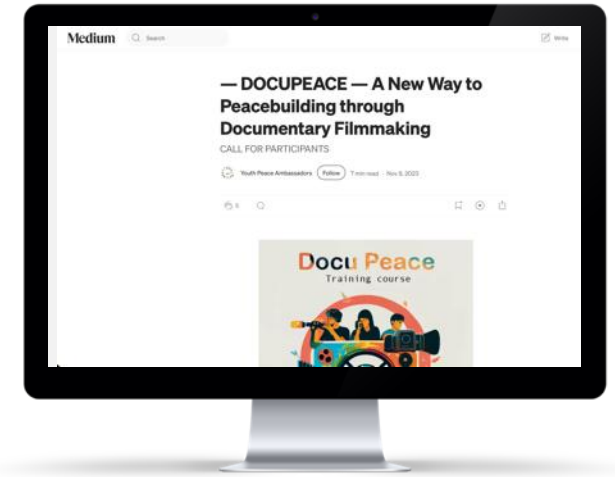 Medium
Search
Write
— DOCUPEACE — A New Way to
Peacebuilding through
Documentary Filmmaking
CALL FOR PARTICIPANTS
Youth Peace Ambassadors Follow 7 min read · Nov 9, 2023
6
Docu Peace
Training course